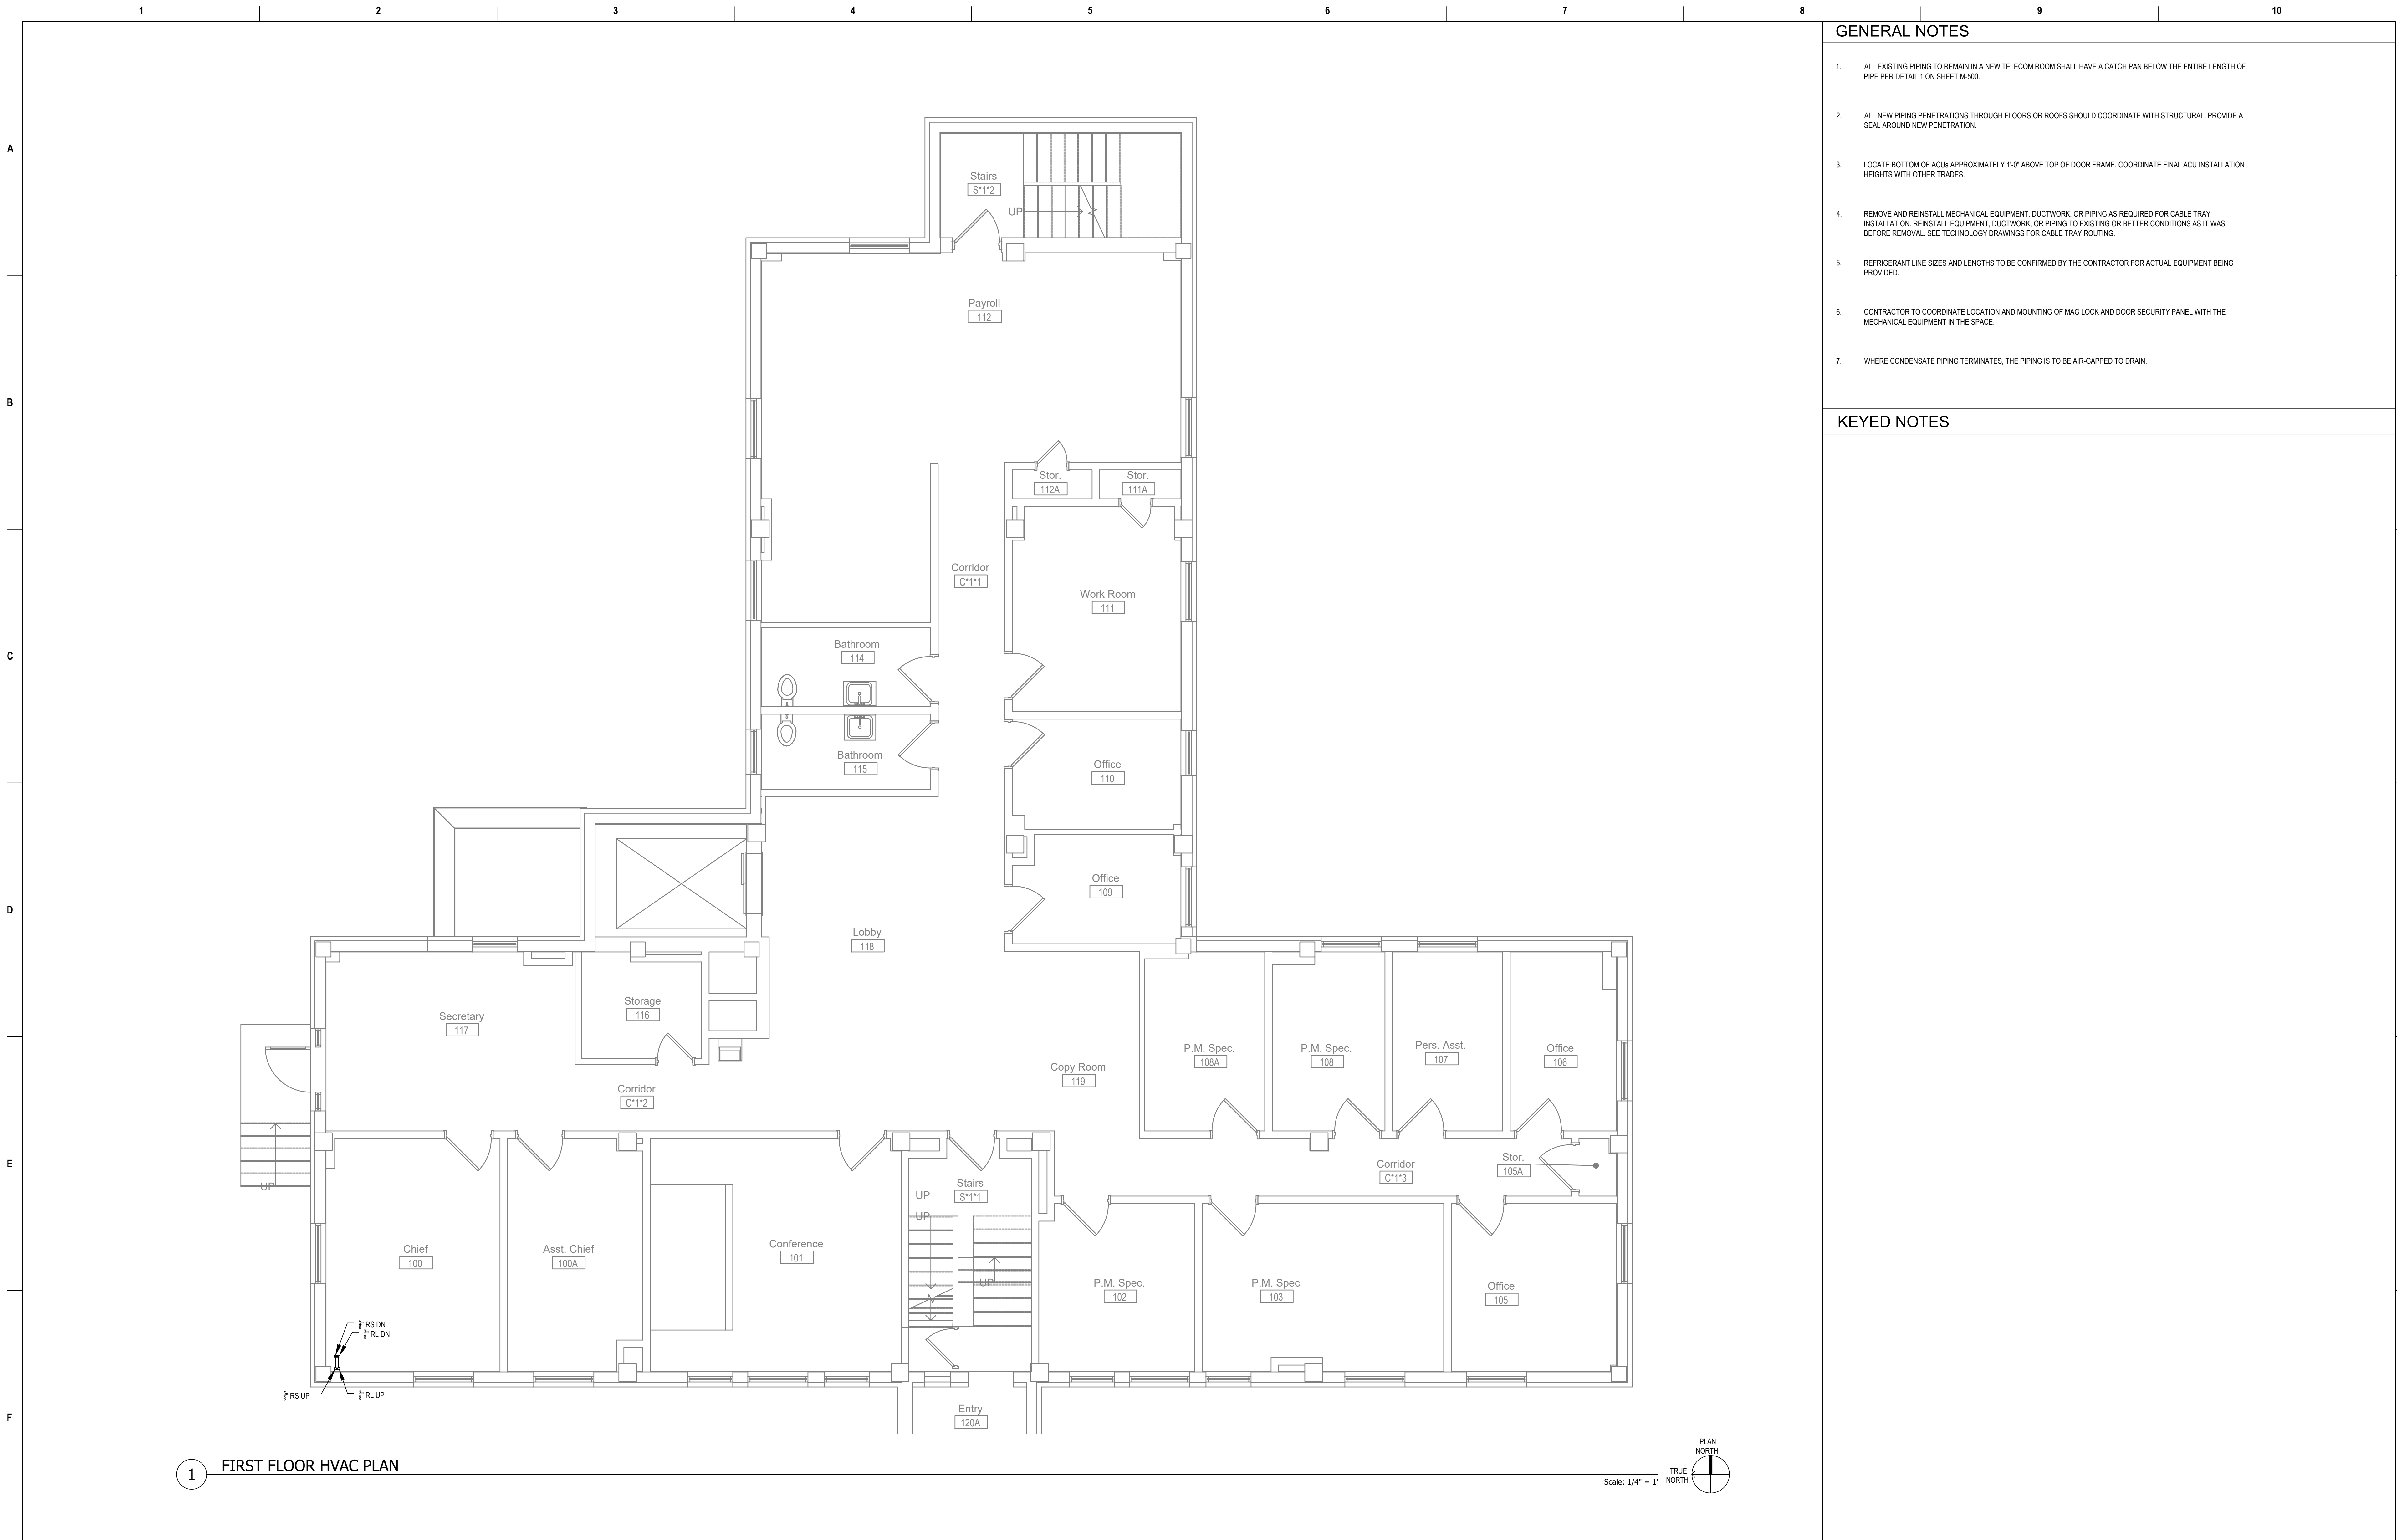 1 2 3 4 5 6 7 8 9 10
A
B
C
D
E
F
GENERAL NOTES
1. ALL EXISTING PIPING TO REMAIN IN A NEW TELECOM ROOM SHALL HAVE A CATCH PAN BELOW THE ENTIRE LENGTH OF
PIPE PER DETAIL 1 ON SHEET M-500.
2. ALL NEW PIPING PENETRATIONS THROUGH FLOORS OR ROOFS SHOULD COORDINATE WITH STRUCTURAL. PROVIDE A
SEAL AROUND NEW PENETRATION.
3. LOCATE BOTTOM OF ACUs APPROXIMATELY 1'-0" ABOVE TOP OF DOOR FRAME. COORDINATE FINAL ACU INSTALLATION
HEIGHTS WITH OTHER TRADES.
4. REMOVE AND REINSTALL MECHANICAL EQUIPMENT, DUCTWORK, OR PIPING AS REQUIRED FOR CABLE TRAY
INSTALLATION. REINSTALL EQUIPMENT, DUCTWORK, OR PIPING TO EXISTING OR BETTER CONDITIONS AS IT WAS
BEFORE REMOVAL. SEE TECHNOLOGY DRAWINGS FOR CABLE TRAY ROUTING.
5. REFRIGERANT LINE SIZES AND LENGTHS TO BE CONFIRMED BY THE CONTRACTOR FOR ACTUAL EQUIPMENT BEING
PROVIDED.
6. CONTRACTOR TO COORDINATE LOCATION AND MOUNTING OF MAG LOCK AND DOOR SECURITY PANEL WITH THE
MECHANICAL EQUIPMENT IN THE SPACE.
7. WHERE CONDENSATE PIPING TERMINATES, THE PIPING IS TO BE AIR-GAPPED TO DRAIN.
KEYED NOTES
Stairs
S*1*2
UP
Payroll
112
Stor.
112A
Stor.
111A
Corridor
C*1*1
Work Room
111
Bathroom
114
Bathroom
115
Office
110
Office
109
Lobby
118
Storage
116
Secretary
117
Corridor
C*1*2
Copy Room
119
P.M. Spec.
108A
P.M. Spec.
108
Pers. Asst.
107
Office
106
Corridor
C*1*3
Stor.
105A
UP
Stairs
S*1*1
UP
UP
UP
Chief
100
Asst. Chief
100A
Conference
101
P.M. Spec.
102
P.M. Spec
103
Office
105
RS DN
RL DN
RS UP
RL UP
Entry
120A
1 FIRST FLOOR HVAC PLAN
Scale: 1/4" = 1'
PLAN
NORTH
TRUE
NORTH